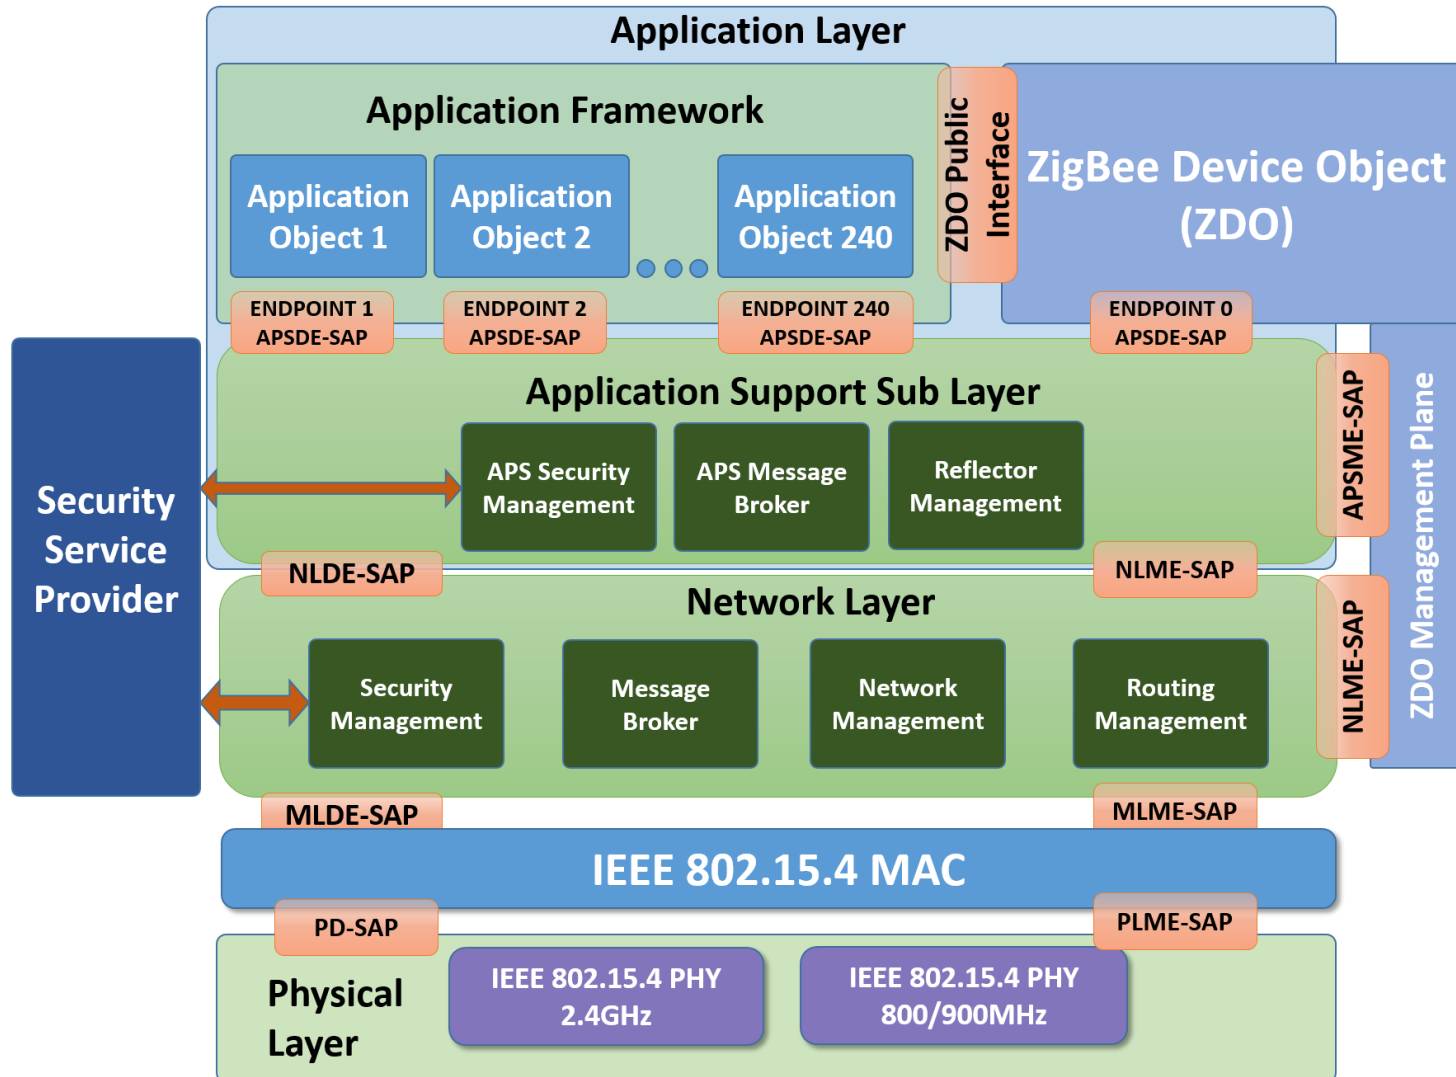 Application Layer
Application Framework
ZDO Public
Interface
ZigBee Device Object
(ZDO)
Application
Object 1
Application
Object 2
Application
Object 240
ENDPOINT 1
APSDE-SAP
ENDPOINT 2
APSDE-SAP
ENDPOINT 240
APSDE-SAP
ENDPOINT 0
APSDE-SAP
Security
Service
Provider
Application Support Sub Layer
APS Security
Management
APS Message
Broker
Reflector
Management
APSME-SAP
ZDO Management Plane
NLDE-SAP
NLME-SAP
Network Layer
Security
Management
Message
Broker
Network
Management
Routing
Management
NLME-SAP
MLDE-SAP
MLME-SAP
IEEE 802.15.4 MAC
PD-SAP
PLME-SAP
Physical
Layer
IEEE 802.15.4 PHY
2.4GHz
IEEE 802.15.4 PHY
800/900MHz